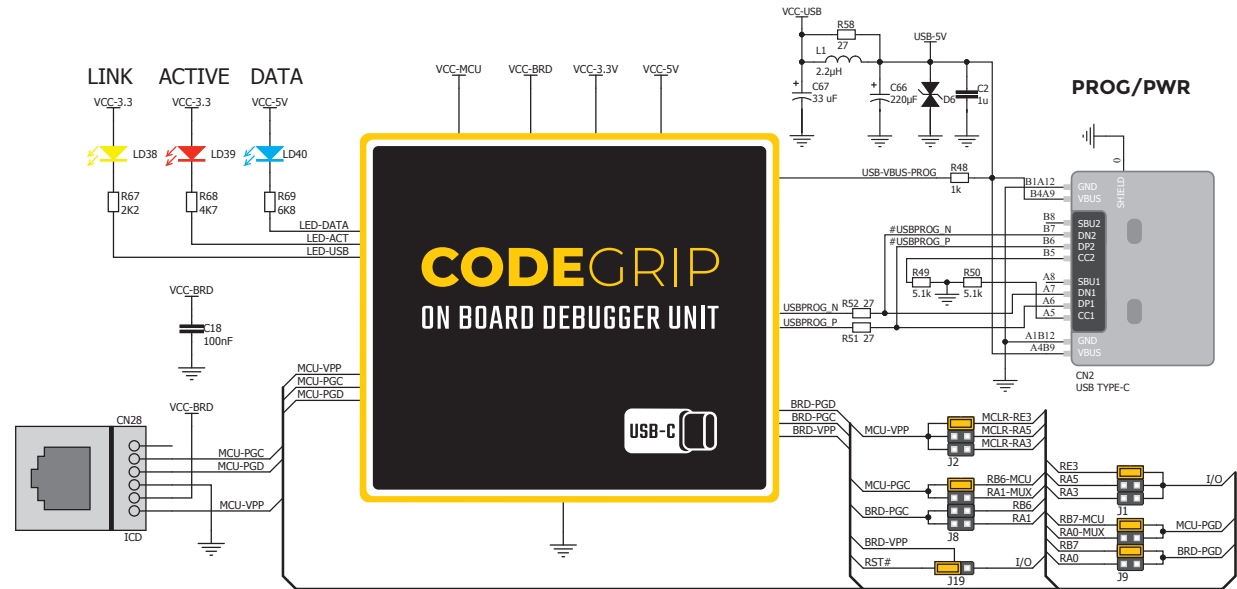 LINK ACTIVE DATA
VCC-3.3 VCC-3.3 VCC-5V
LD38 LD39 LD40
R67 R68 R69
2K2 4K7 6K8
LED-DATA
LED-ACT
LED-USB
VCC-MCU VCC-BRD VCC-3.3V VCC-5V
VCC-USB
R58
27
USB-5V
L1
2.2µH
C67
33 uF
C66
220µF
D6
C2
1u
PROG/PWR
0
SHIELD
USB-VBUS-PROG
R48
1k
B1A12 GND
B4A9 VBUS
B8 SBU2
#USBPROG_N B7 DN2
#USBPROG_P B6 DP2
B5 CC2
R49 R50
5.1k 5.1k
A8 SBU1
A7 DN1
A6 DP1
A5 CC1
A1B12 GND
A4B9 VBUS
CN2
USB TYPE-C
USBPROG_N R52 27
USBPROG_P
R51 27
CODEGRIP
ON BOARD DEBUGGER UNIT
USB-C
VCC-BRD
C18
100nF
MCU-VPP
MCU-PGC
MCU-PGD
CN28
VCC-BRD
MCU-PGC
MCU-PGD
MCU-VPP
ICD
BRD-PGD
BRD-PGC
BRD-VPP
MCU-VPP
MCLR-RE3
MCLR-RA5
MCLR-RA3
J2
MCU-PGC
RB6-MCU
RA1-MUX
BRD-PGC
RB6
RA1
J8
BRD-VPP
RST#
I/O
J19
RE3
RA5
RA3
I/O
J1
RB7-MCU
RA0-MUX
MCU-PGD
RB7
RA0
BRD-PGD
J9